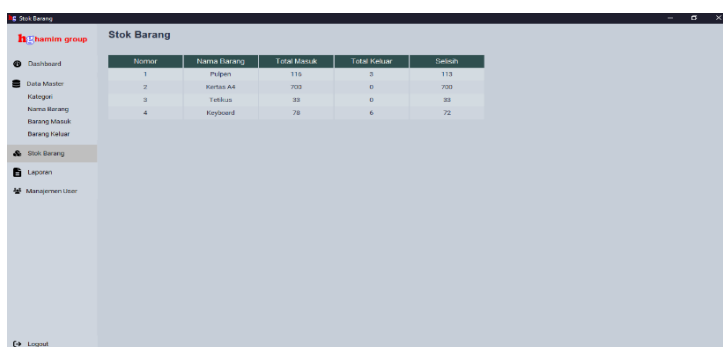 Stok Barang
hg hamim group
Dashboard
Data Master
Kategori
Nama Barang
Barang Masuk
Barang Keluar
Stok Barang
Laporan
Manajemen User
Logout
Stok Barang
Nomor Nama Barang Total Masuk Total Keluar Selisih
1 Pulpen 116 3 113
2 Kertas A4 700 0 700
3 Tetikus 33 0 33
4 Keyboard 78 6 72